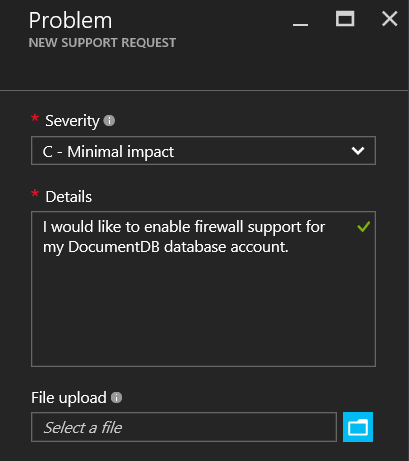 Problem
NEW SUPPORT REQUEST
* Severity
C - Minimal impact
* Details
I would like to enable firewall support for
my DocumentDB database account.
File upload
Select a file